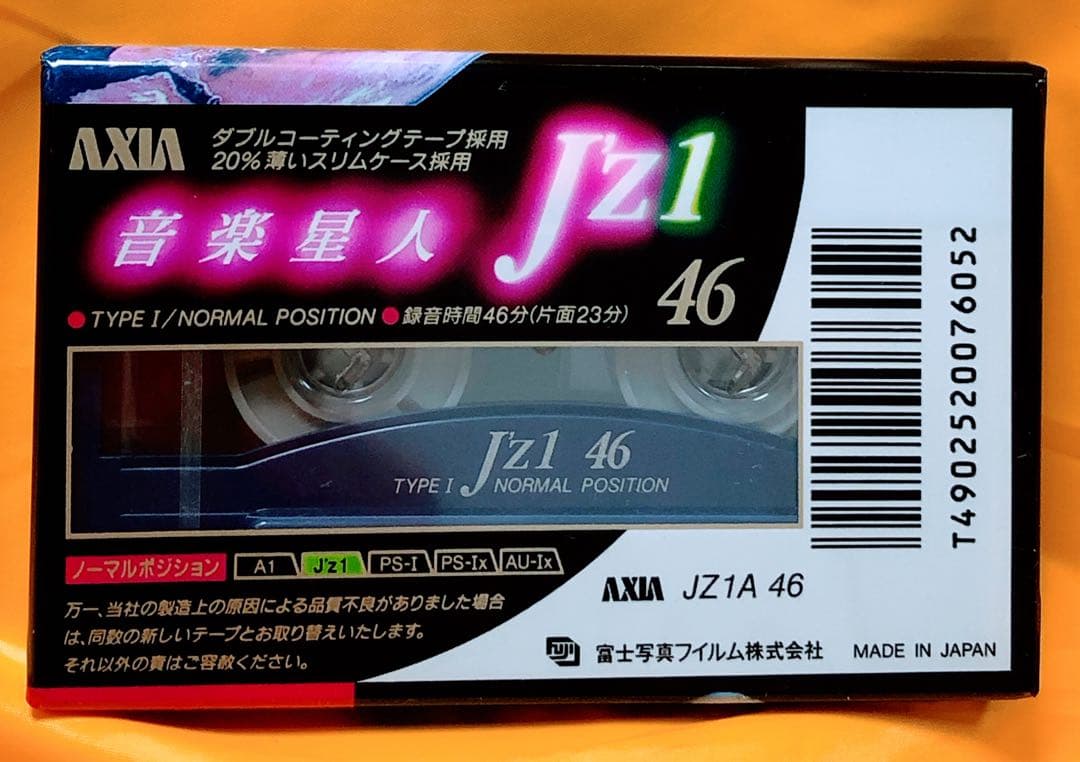 AXIA
ダブルコーティングテープ採用
20%薄いスリムケース採用
音楽星人
J'z1
46
●TYPE I/NORMAL POSITION ●録音時間46分(片面23分)
J'z1 46
TYPE I NORMAL POSITION
T4902520076052
ノーマルポジション A1 J'z1 PS-I PS-Ix AU-Ix
万一、当社の製造上の原因による品質不良がありました場合
は、同数の新しいテープとお取り替えいたします。
それ以外の責はご容赦ください。
AXIA JZ1A 46
FUJI 富士写真フイルム株式会社 MADE IN JAPAN